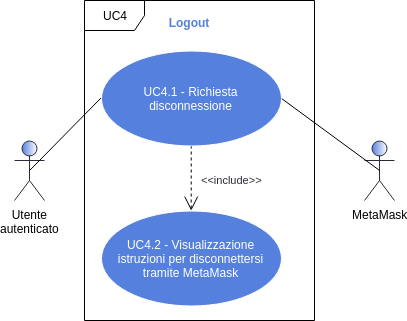 UC4
Logout
UC4.1 - Richiesta
disconnessione
<<include>>
Utente
autenticato
MetaMask
UC4.2 - Visualizzazione
istruzioni per disconnettersi
tramite MetaMask